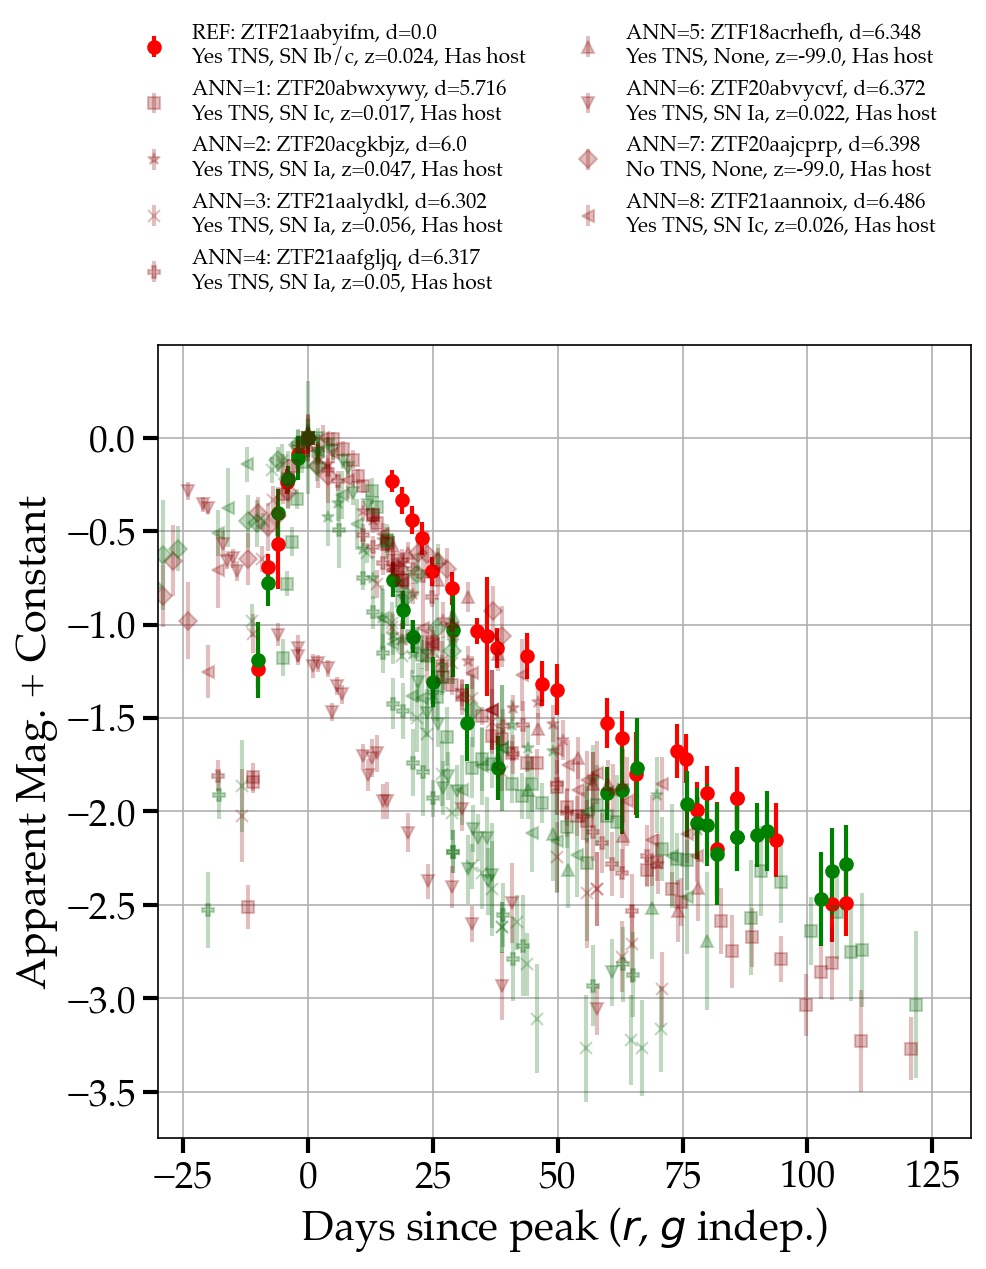 REF: ZTF21aabyifm, d=0.0
Yes TNS, SN Ib/c, z=0.024, Has host
ANN=1: ZTF20abwxywy, d=5.716
Yes TNS, SN Ic, z=0.017, Has host
ANN=2: ZTF20acgkbjz, d=6.0
Yes TNS, SN Ia, z=0.047, Has host
ANN=3: ZTF21aalydkl, d=6.302
Yes TNS, SN Ia, z=0.056, Has host
ANN=4: ZTF21aafgljq, d=6.317
Yes TNS, SN Ia, z=0.05, Has host
ANN=5: ZTF18acrhefh, d=6.348
Yes TNS, None, z=-99.0, Has host
ANN=6: ZTF20abvycvf, d=6.372
Yes TNS, SN Ia, z=0.022, Has host
ANN=7: ZTF20aajcprp, d=6.398
No TNS, None, z=-99.0, Has host
ANN=8: ZTF21aannoix, d=6.486
Yes TNS, SN Ic, z=0.026, Has host
Apparent Mag. + Constant
0.0
−0.5
−1.0
−1.5
−2.0
−2.5
−3.0
−3.5
−25 0 25 50 75 100 125
Days since peak (r, g indep.)